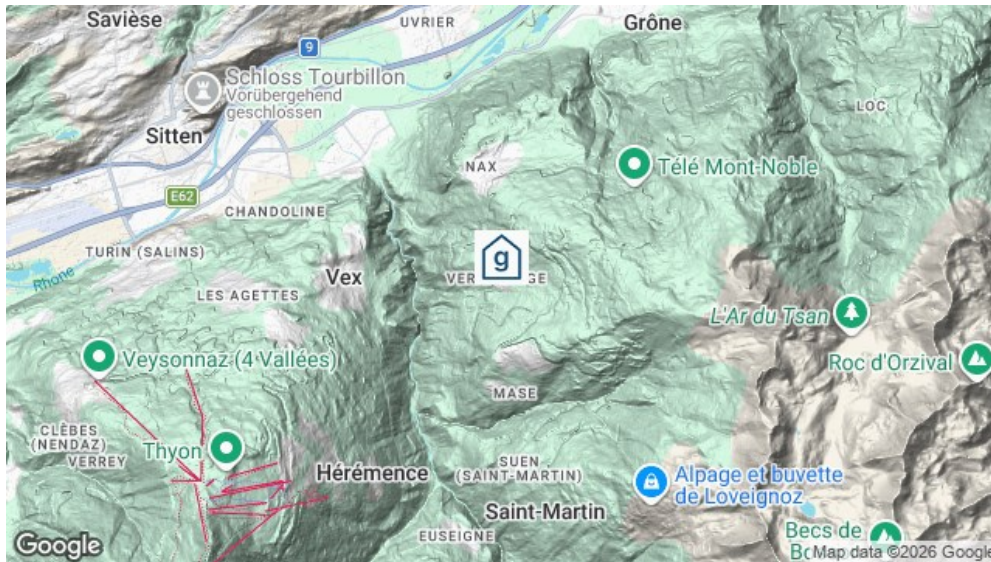 Savièse
UVRIER
Grône
9
Schloss Tourbillon
Vorübergehend
geschlossen
LOC
Sitten
NAX
Télé Mont-Noble
E62
CHANDOLINE
g
TURIN (SALINS)
Rhone
Vex
LES AGETTES
L'Ar du Tsan
Veysonnaz (4 Vallées)
Roc d'Orzival
MASE
CLÈBES
(NENDAZ)
VERREY
Thyon
Hérémence
SUEN
(SAINT-MARTIN)
Alpage et buvette
de Loveignoz
Saint-Martin
EUSEIGNE
Becs de
Google
Map data ©2026 Google